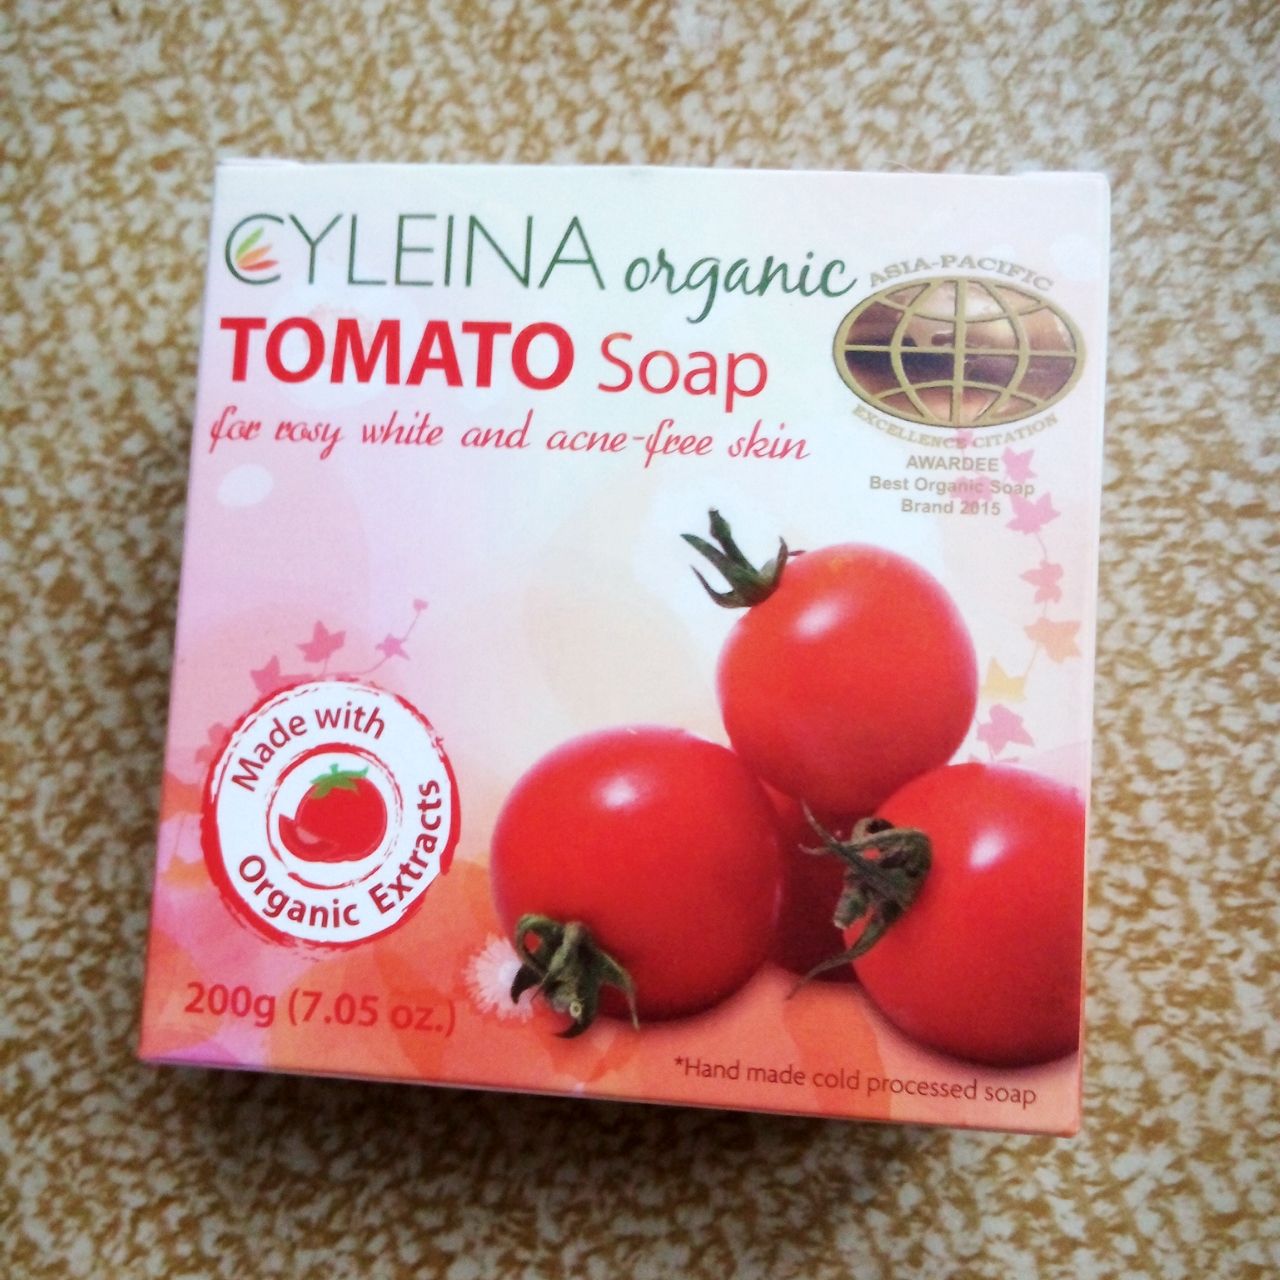 CYLEINA organic
TOMATO Soap
for rosy white and acne-free skin
ASIA-PACIFIC
EXCELLENCE CITATION
AWARDEE
Best Organic Soap
Brand 2015
Made with
Organic Extracts
200g (7.05 oz.)
*Hand made cold processed soap